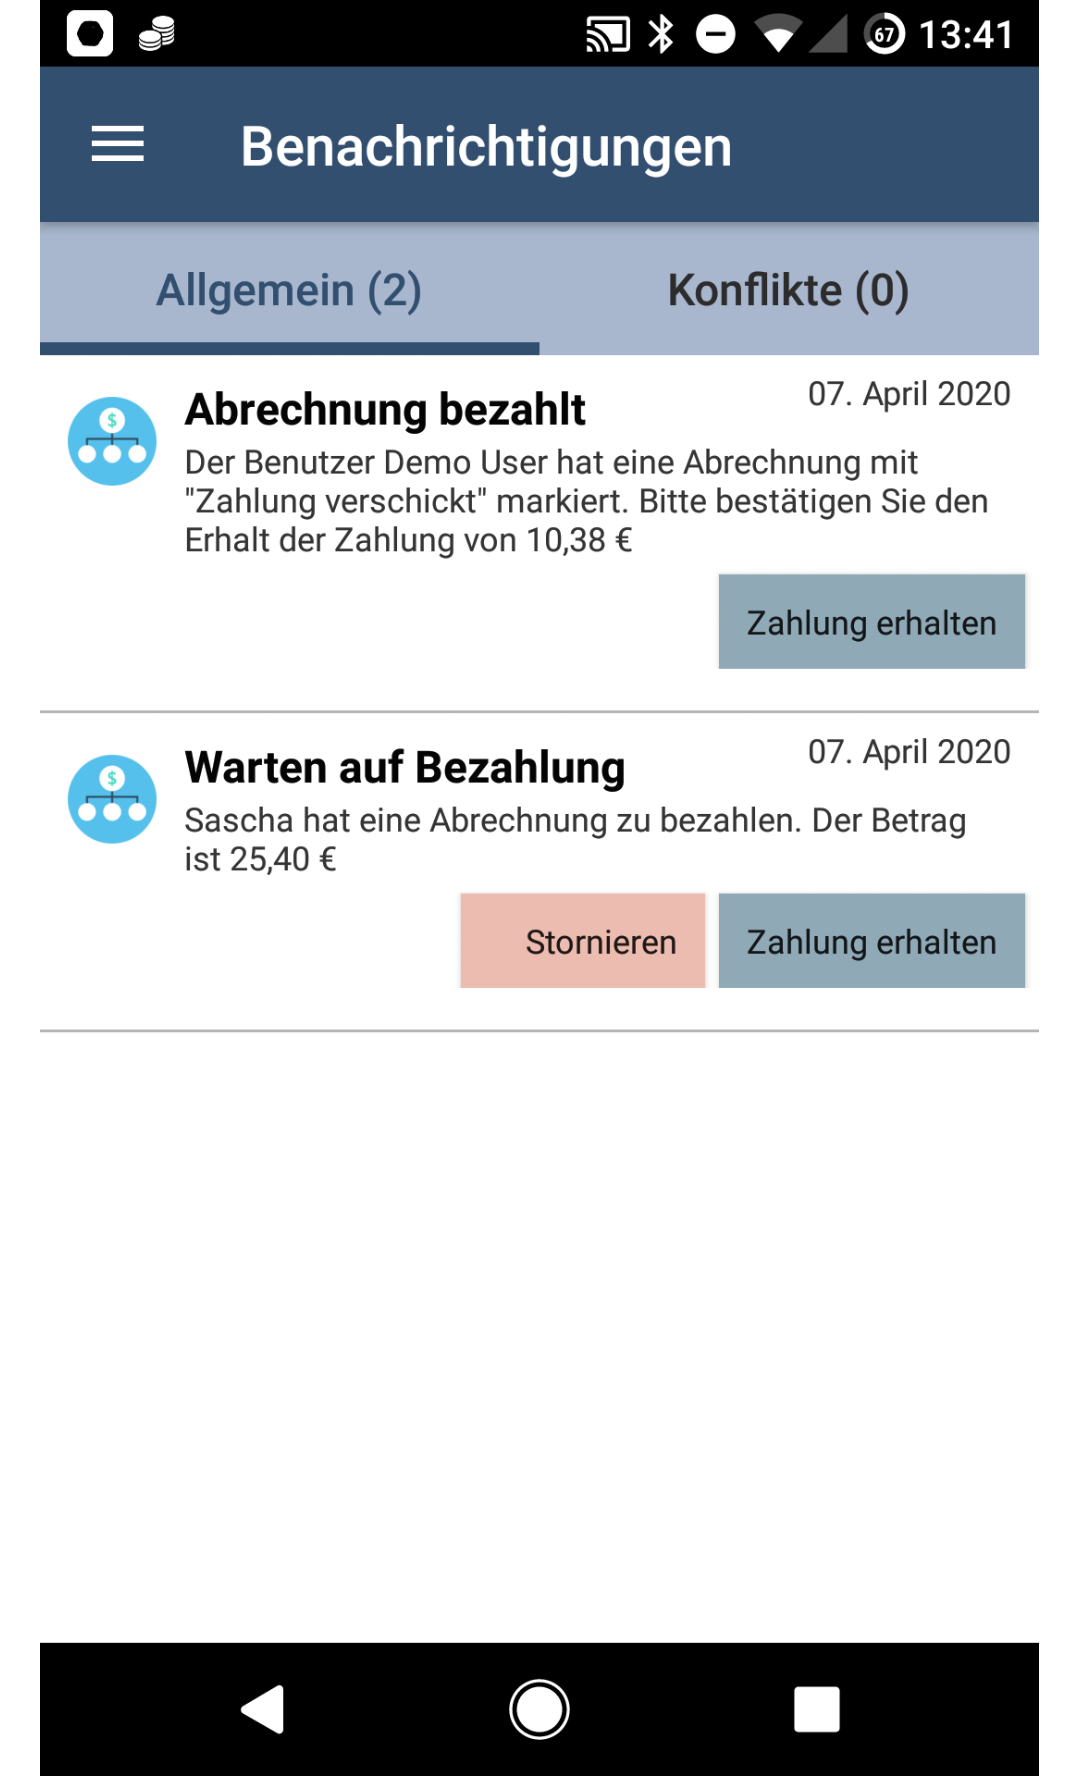 67 13:41
Benachrichtigungen
Allgemein (2) Konflikte (0)
Abrechnung bezahlt 07. April 2020
Der Benutzer Demo User hat eine Abrechnung mit
"Zahlung verschickt" markiert. Bitte bestätigen Sie den
Erhalt der Zahlung von 10,38 €
Zahlung erhalten
Warten auf Bezahlung 07. April 2020
Sascha hat eine Abrechnung zu bezahlen. Der Betrag
ist 25,40 €
Stornieren Zahlung erhalten